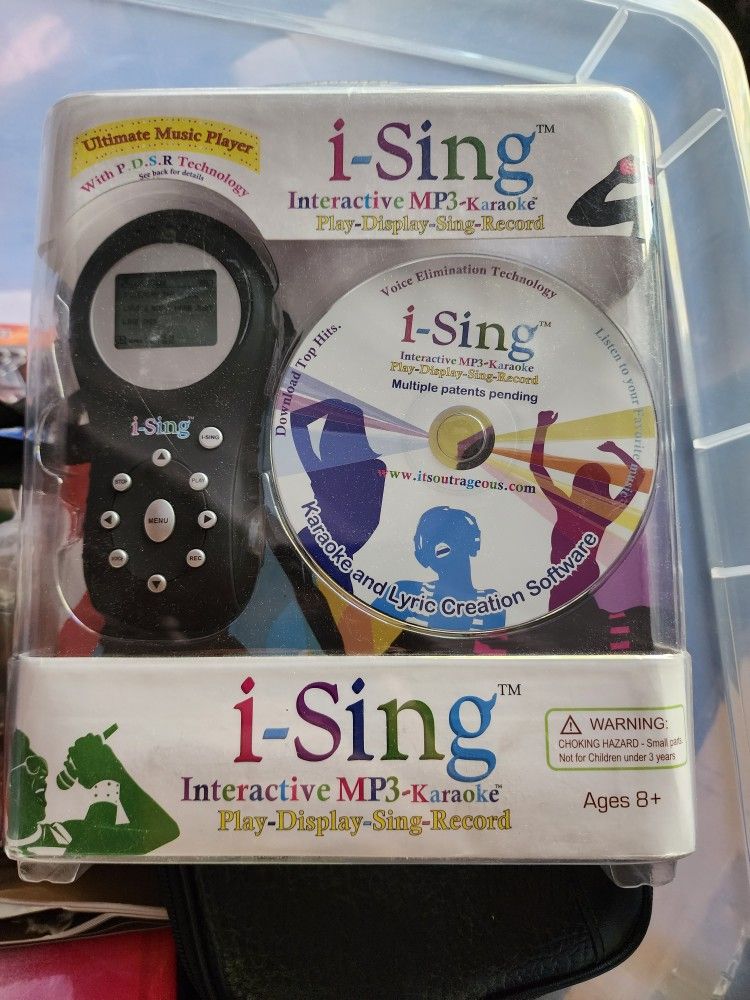 Ultimate Music Player
With P.D.S.R Technology
See back for details
i-Sing™
Interactive MP3-Karaoke™
Play-Display-Sing-Record
i-Sing™
i-SING
STOP
PLAY
MENU
REC
Voice Elimination Technology
Download Top Hits.
Listen to your Favorite music
i-Sing™
Interactive MP3-Karaoke
Play-Display-Sing-Record
Multiple patents pending
www.itsoutrageous.com
Karaoke and Lyric Creation Software
i-Sing™
Interactive MP3-Karaoke™
Play-Display-Sing-Record
⚠ WARNING:
CHOKING HAZARD - Small parts
Not for Children under 3 years
Ages 8+